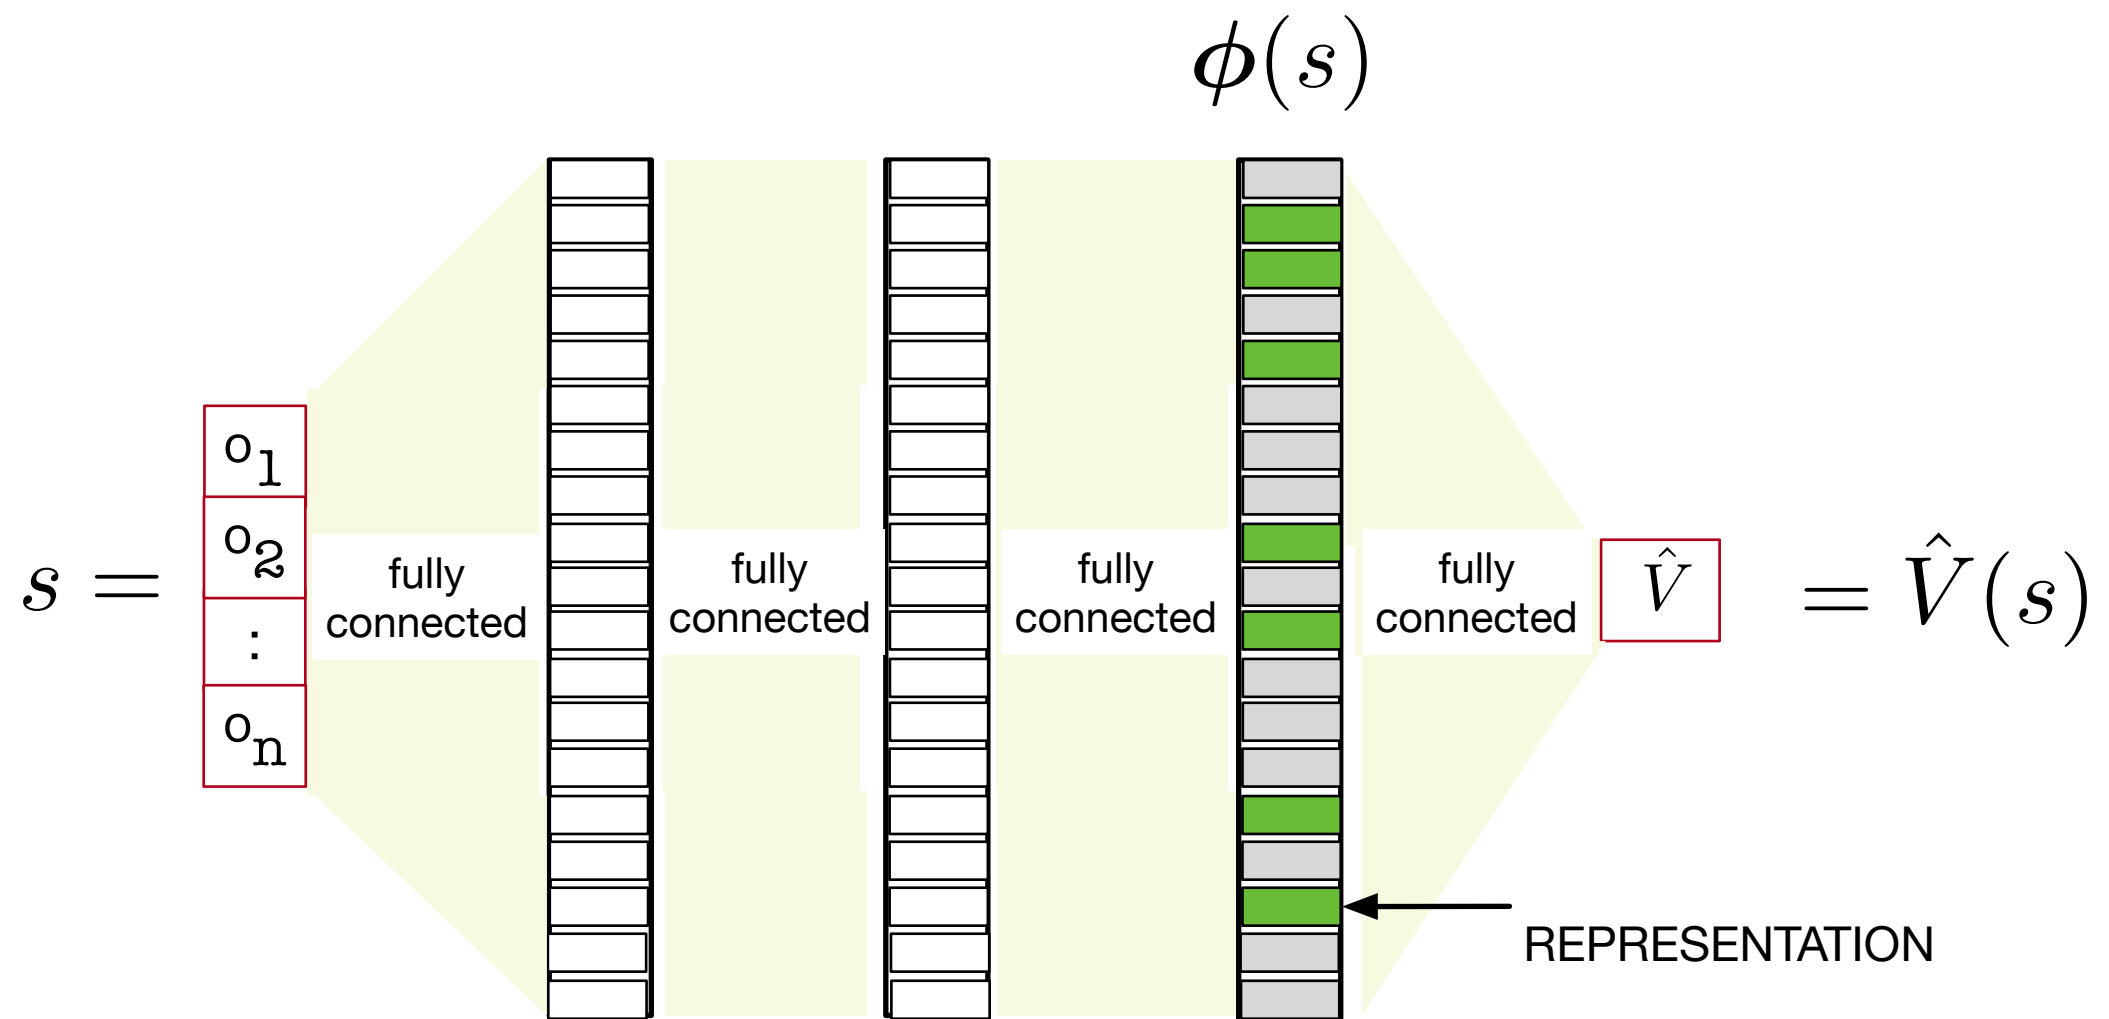 ϕ(s)
s =
o₁
o₂
:
oₙ
fully
connected
fully
connected
fully
connected
fully
connected
V̂
= V̂(s)
REPRESENTATION